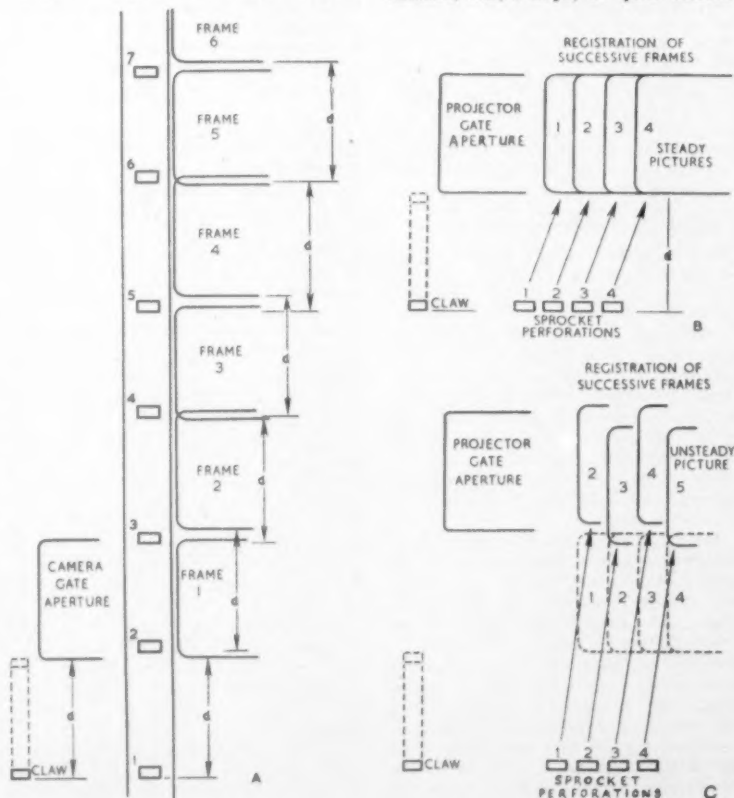 FRAME
6
7
FRAME
5
d
6
FRAME
4
d
5
FRAME
3
d
4
FRAME
2
d
3
CAMERA
GATE
APERTURE
FRAME
1
d
2
d
d
CLAW
1
A
REGISTRATION OF
SUCCESSIVE FRAMES
PROJECTOR
GATE
APERTURE
1
2
3
4
STEADY
PICTURES
d
1
2
3
4
CLAW
SPROCKET
PERFORATIONS
B
REGISTRATION OF
SUCCESSIVE FRAMES
PROJECTOR
GATE
APERTURE
2
3
4
5
UNSTEADY
PICTURE
1
2
3
4
1
2
3
4
CLAW
SPROCKET
PERFORATIONS
C